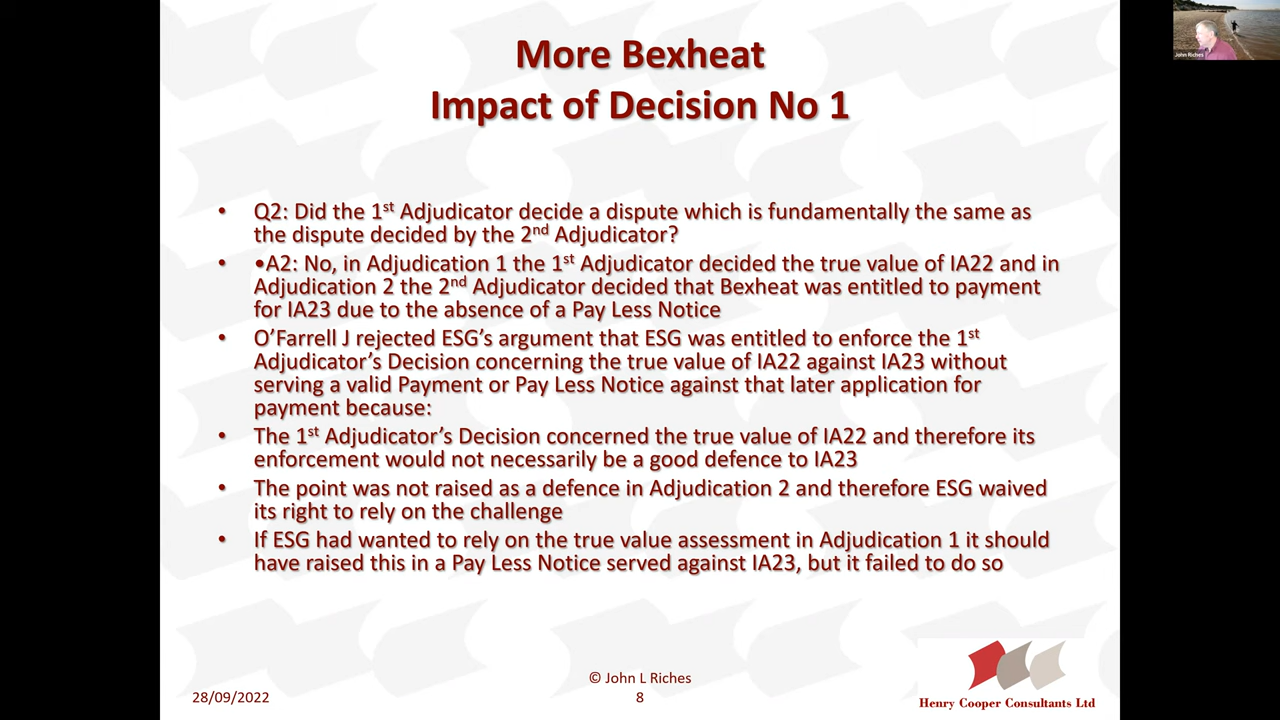 More Bexheat
Impact of Decision No 1
• Q2: Did the 1st Adjudicator decide a dispute which is fundamentally the same as
the dispute decided by the 2nd Adjudicator?
• •A2: No, in Adjudication 1 the 1st Adjudicator decided the true value of IA22 and in
Adjudication 2 the 2nd Adjudicator decided that Bexheat was entitled to payment
for IA23 due to the absence of a Pay Less Notice
• O’Farrell J rejected ESG’s argument that ESG was entitled to enforce the 1st
Adjudicator’s Decision concerning the true value of IA22 against IA23 without
serving a valid Payment or Pay Less Notice against that later application for
payment because:
• The 1st Adjudicator’s Decision concerned the true value of IA22 and therefore its
enforcement would not necessarily be a good defence to IA23
• The point was not raised as a defence in Adjudication 2 and therefore ESG waived
its right to rely on the challenge
• If ESG had wanted to rely on the true value assessment in Adjudication 1 it should
have raised this in a Pay Less Notice served against IA23, but it failed to do so
© John L Riches
28/09/2022
8
Henry Cooper Consultants Ltd
John Riches